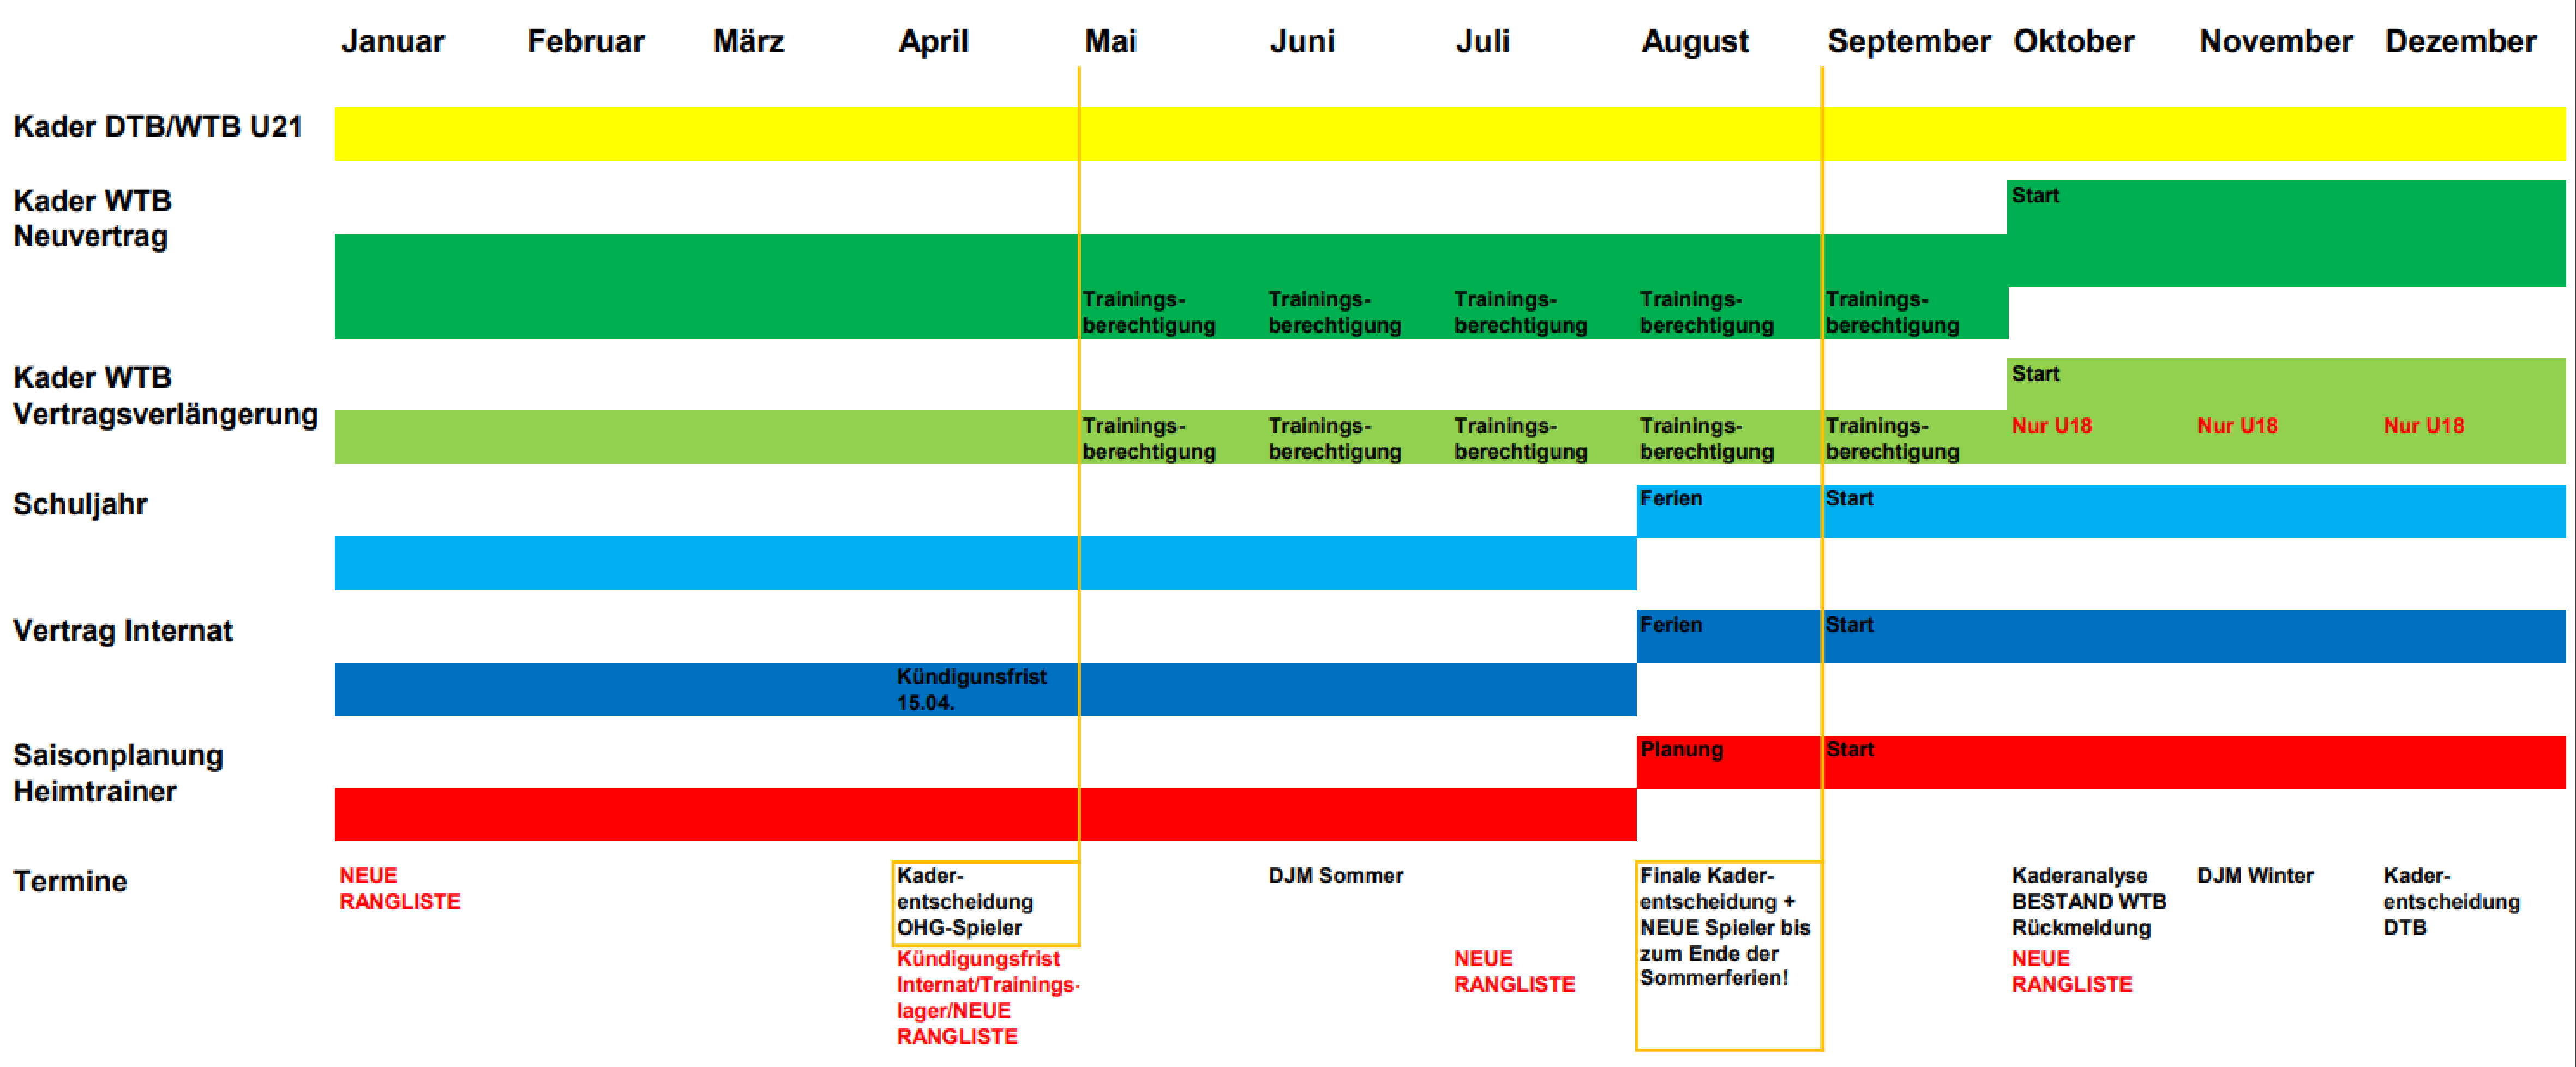 Januar Februar März April Mai Juni Juli August September Oktober November Dezember
Kader DTB/WTB U21
Kader WTB
Neuvertrag
Start
Trainings- Trainings- Trainings- Trainings- Trainings-
berechtigung berechtigung berechtigung berechtigung berechtigung
Kader WTB
Vertragsverlängerung
Start
Trainings- Trainings- Trainings- Trainings- Trainings- Nur U18 Nur U18 Nur U18
berechtigung berechtigung berechtigung berechtigung berechtigung
Schuljahr
Ferien Start
Vertrag Internat
Ferien Start
Kündigunsfrist
15.04.
Saisonplanung
Heimtrainer
Planung Start
Termine
NEUE
RANGLISTE
Kader-
entscheidung
OHG-Spieler
Kündigungsfrist
Internat/Trainings-
lager/NEUE
RANGLISTE
DJM Sommer
NEUE
RANGLISTE
Finale Kader-
entscheidung +
NEUE Spieler bis
zum Ende der
Sommerferien!
Kaderanalyse
BESTAND WTB
Rückmeldung
NEUE
RANGLISTE
DJM Winter
Kader-
entscheidung
DTB